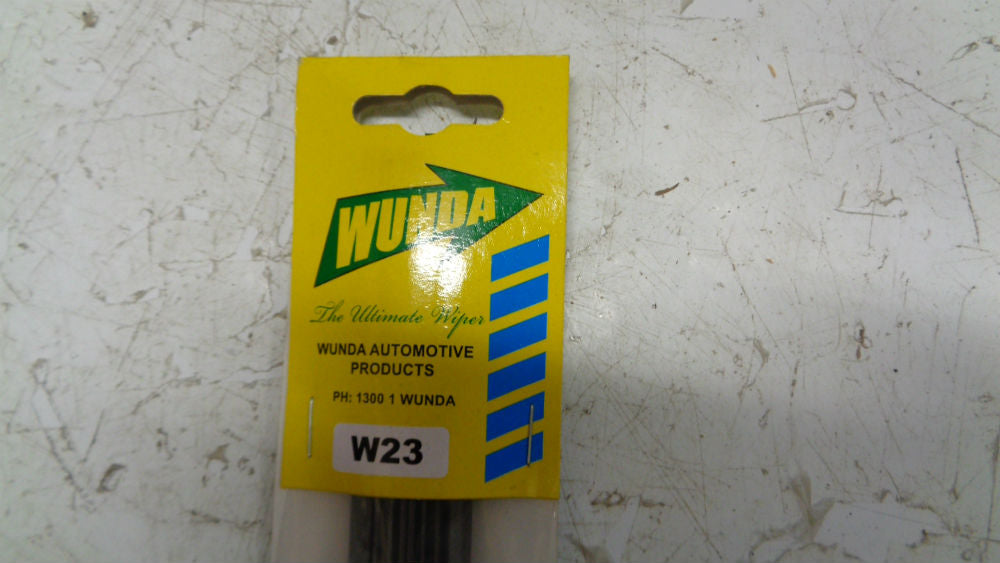 WUNDA
The Ultimate Wiper
WUNDA AUTOMOTIVE
PRODUCTS
PH: 1300 1 WUNDA
W23